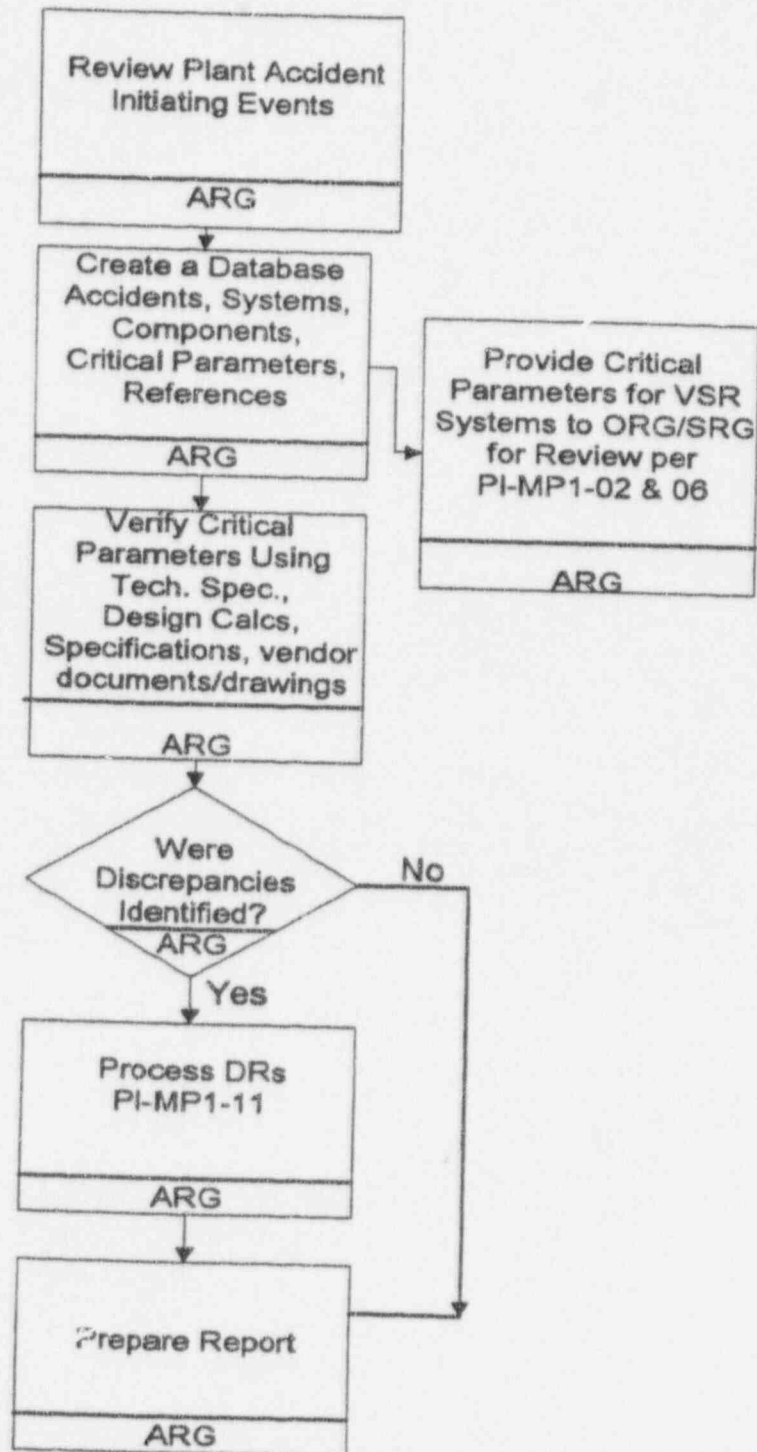 Review Plant Accident
Initiating Events
ARG
Create a Database
Accidents, Systems,
Components,
Critical Parameters,
References
ARG
Provide Critical
Parameters for VSR
Systems to ORG/SRG
for Review per
PI-MP1-02 & 06
ARG
Verify Critical
Parameters Using
Tech. Spec.,
Design Calcs,
Specifications, vendor
documents/drawings
ARG
Were
Discrepancies
Identified?
ARG
No
Yes
Process DRs
PI-MP1-11
ARG
Prepare Report
ARG